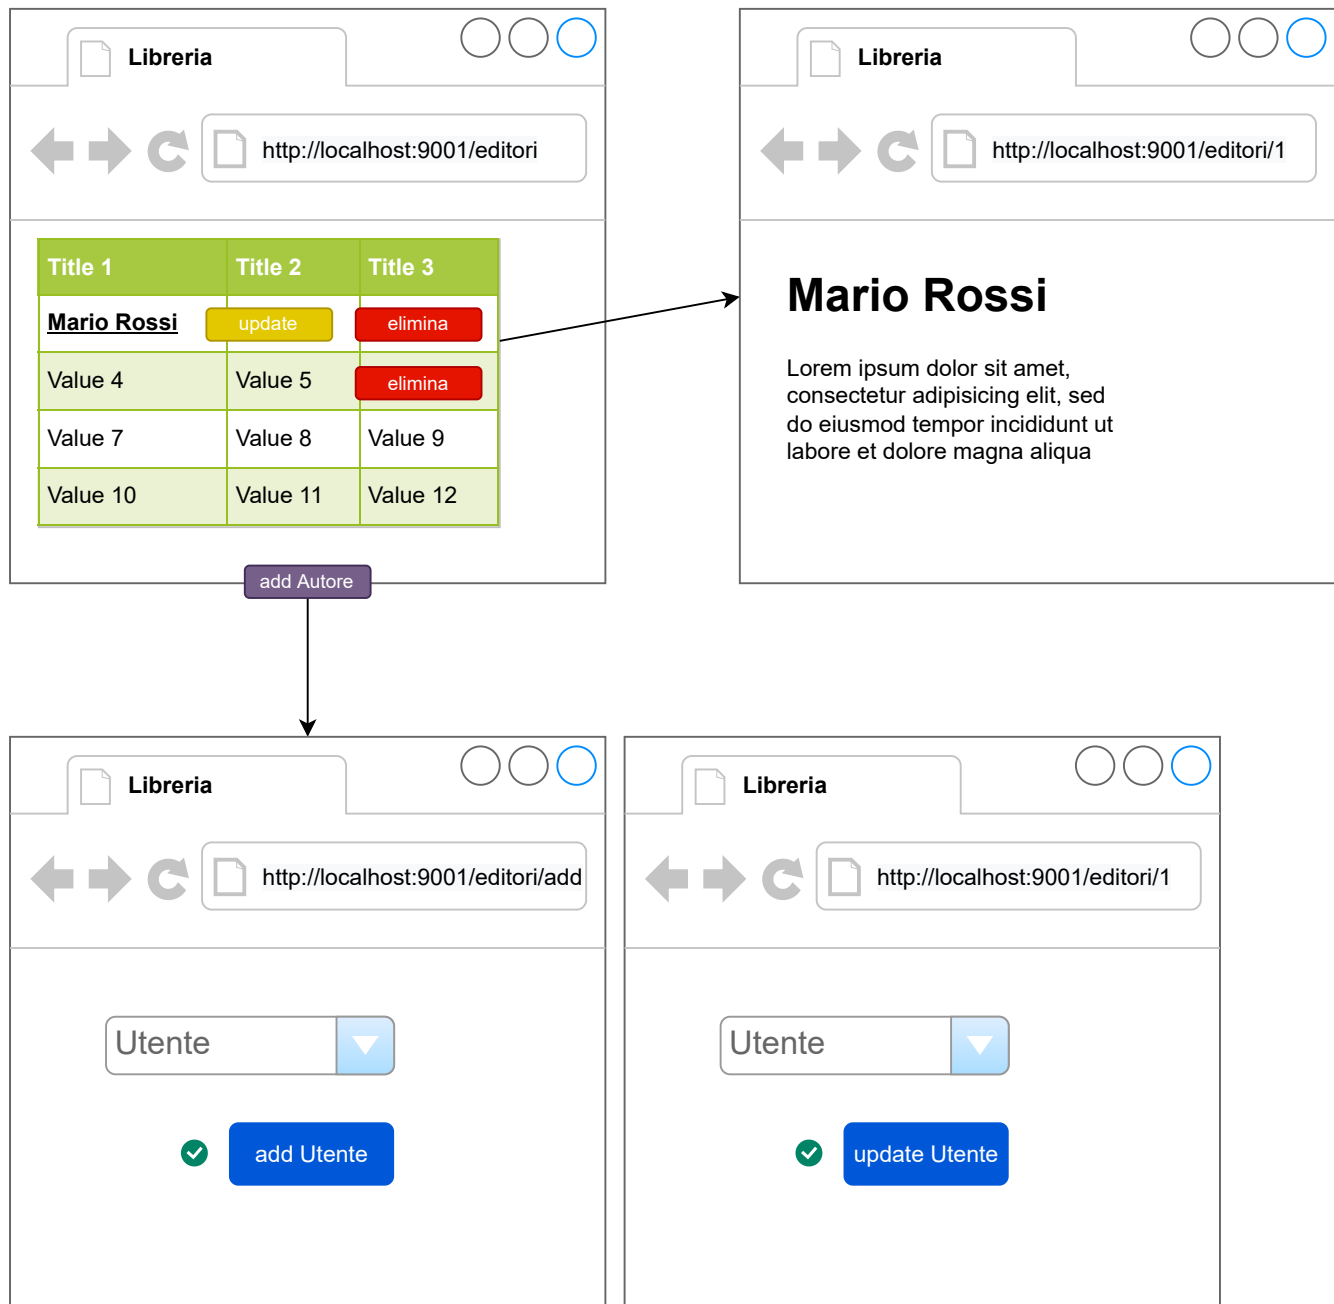 Libreria
http://localhost:9001/editori
Title 1 Title 2 Title 3
Mario Rossi update elimina
Value 4 Value 5 elimina
Value 7 Value 8 Value 9
Value 10 Value 11 Value 12
add Autore
Libreria
http://localhost:9001/editori/1
Mario Rossi
Lorem ipsum dolor sit amet,
consectetur adipisicing elit, sed
do eiusmod tempor incididunt ut
labore et dolore magna aliqua
Libreria
http://localhost:9001/editori/add
Utente
add Utente
Libreria
http://localhost:9001/editori/1
Utente
update Utente